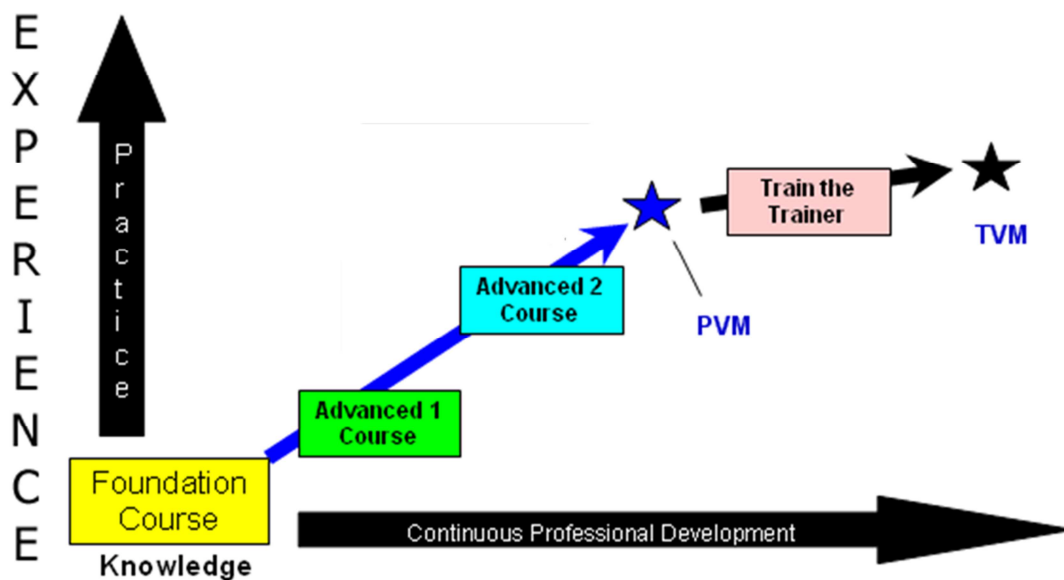 EXPERIENCE
Practice
Train the
Trainer
TVM
Advanced 2
Course
PVM
Advanced 1
Course
Foundation
Course
Continuous Professional Development
Knowledge